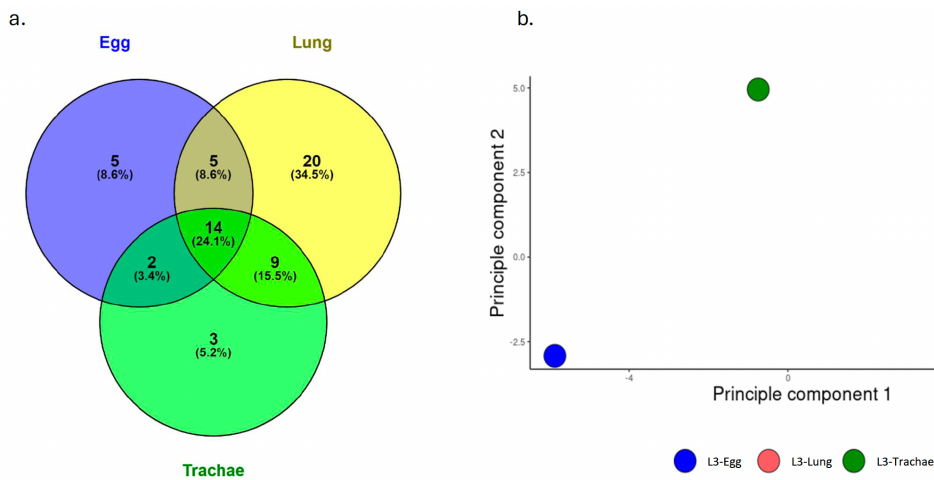 a.
Egg
Lung
5
(8.6%)
5
(8.6%)
20
(34.5%)
14
(24.1%)
2
(3.4%)
9
(15.5%)
3
(5.2%)
Trachae
b.
Principle component 2
5.0
2.5
0.0
-2.5
-4
0
Principle component 1
L3-Egg
L3-Lung
L3-Trachae